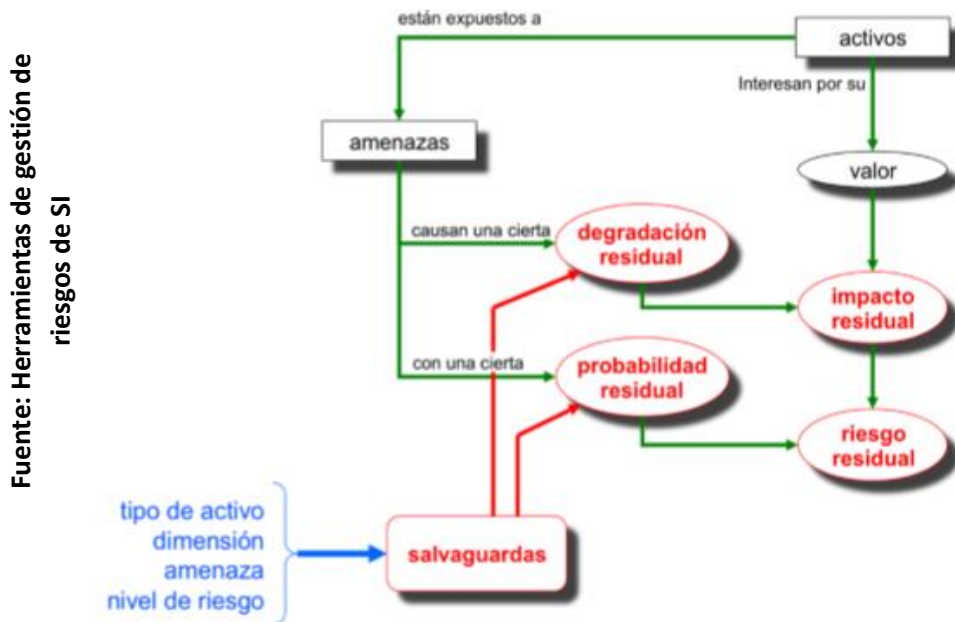 Fuente: Herramientas de gestión de
riesgos de SI
están expuestos a
activos
Interesan por su
amenazas
valor
causan una cierta
degradación
residual
impacto
residual
con una cierta
probabilidad
residual
riesgo
residual
tipo de activo
dimensión
amenaza
nivel de riesgo
salvaguardas